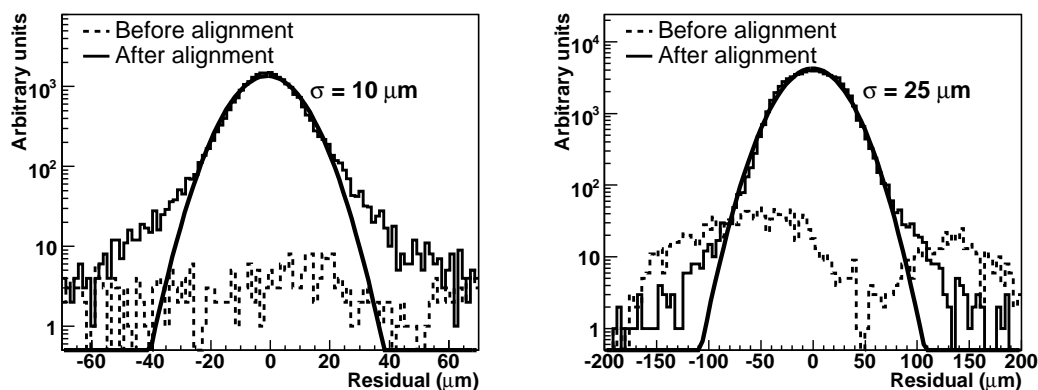 Arbitrary units
Before alignment
After alignment
σ = 10 μm
10³
10²
10
1
-60 -40 -20 0 20 40 60
Residual (μm)
Arbitrary units
Before alignment
After alignment
σ = 25 μm
10⁴
10³
10²
10
1
-200 -150 -100 -50 0 50 100 150 200
Residual (μm)